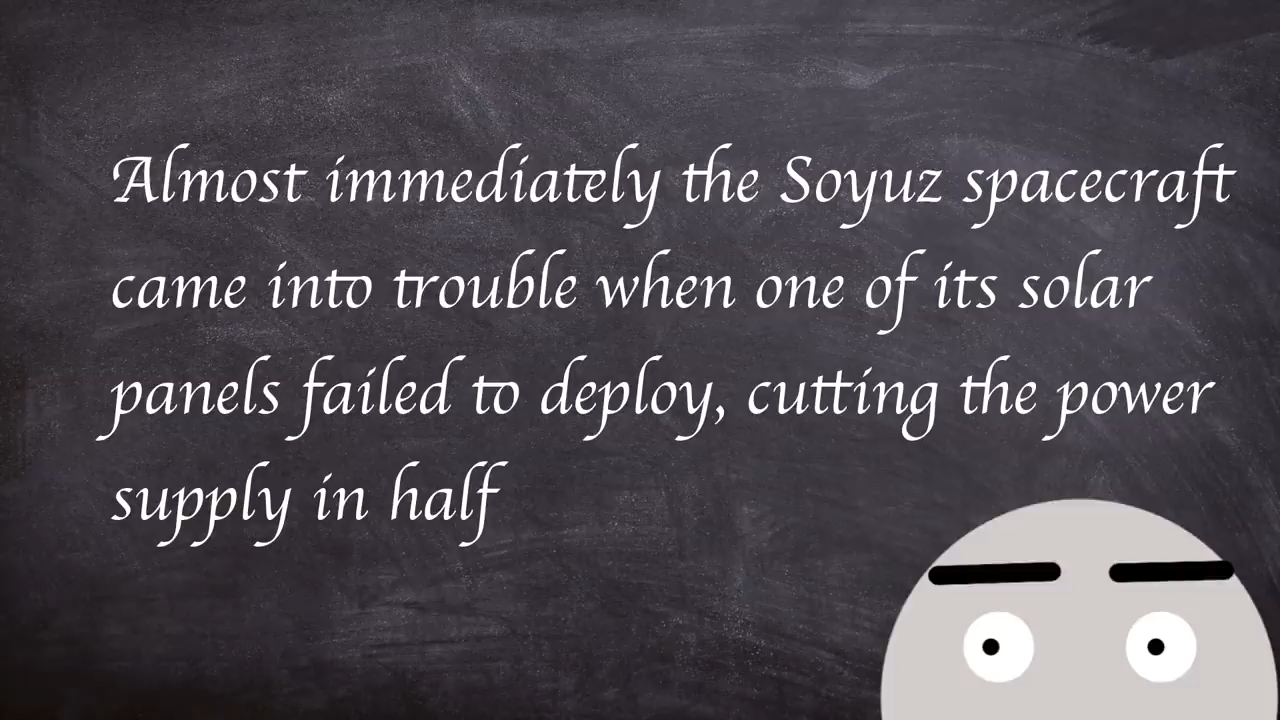 Almost immediately the Soyuz spacecraft
came into trouble when one of its solar
panels failed to deploy, cutting the power
supply in half